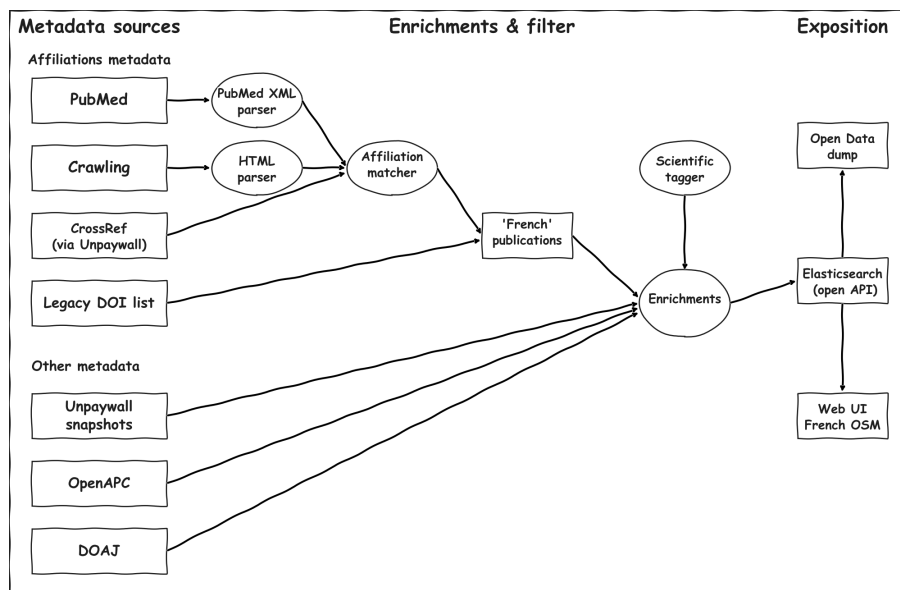 Metadata sources
Enrichments & filter
Exposition
Affiliations metadata
PubMed
PubMed XML
parser
Crawling
HTML
parser
Affiliation
matcher
Scientific
tagger
Open Data
dump
CrossRef
(via Unpaywall)
'French'
publications
Legacy DOI list
Enrichments
Elasticsearch
(open API)
Other metadata
Unpaywall
snapshots
Web UI
French OSM
OpenAPC
DOAJ